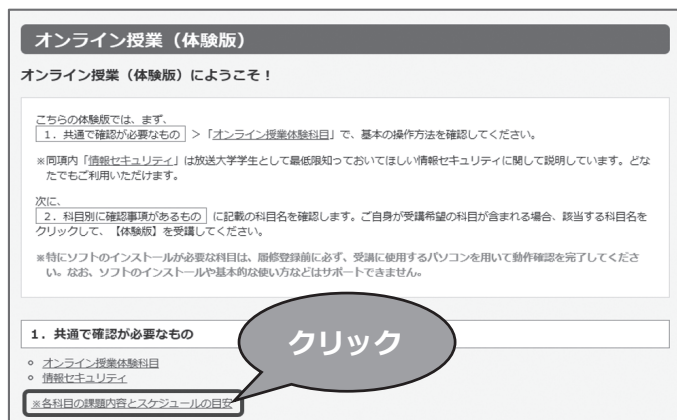 オンライン授業（体験版）
オンライン授業（体験版）にようこそ！
こちらの体験版では、まず、
1．共通で確認が必要なもの ＞「オンライン授業体験科目」で、基本の操作方法を確認してください。
※同項内「情報セキュリティ」は放送大学学生として最低限知っておいてほしい情報セキュリティに関して説明しています。どな
たでもご利用いただけます。
次に、
2．科目別に確認事項があるもの に記載の科目名を確認します。ご自身が受講希望の科目が含まれる場合、該当する科目名を
クリックして、【体験版】を受講してください。
※特にソフトのインストールが必要な科目は、履修登録前に必ず、受講に使用するパソコンを用いて動作確認を完了してくださ
い。なお、ソフトのインストールや基本的な使い方などはサポートできません。
1．共通で確認が必要なもの
クリック
オンライン授業体験科目
情報セキュリティ
※各科目の課題内容とスケジュールの目安